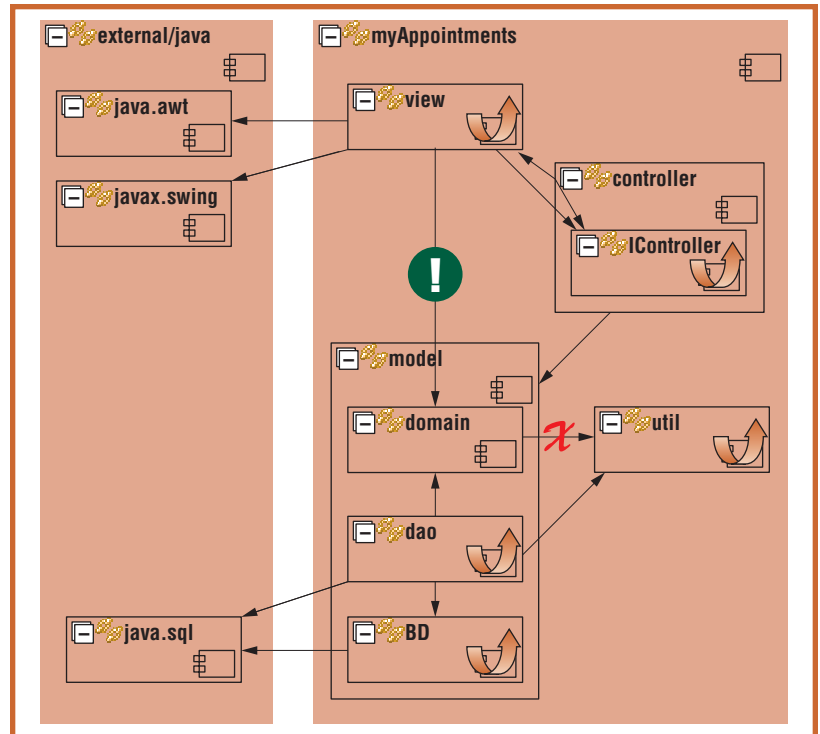 external/java
myAppointments
java.awt
view
javax.swing
controller
IController
!
model
domain
x
util
dao
java.sql
BD